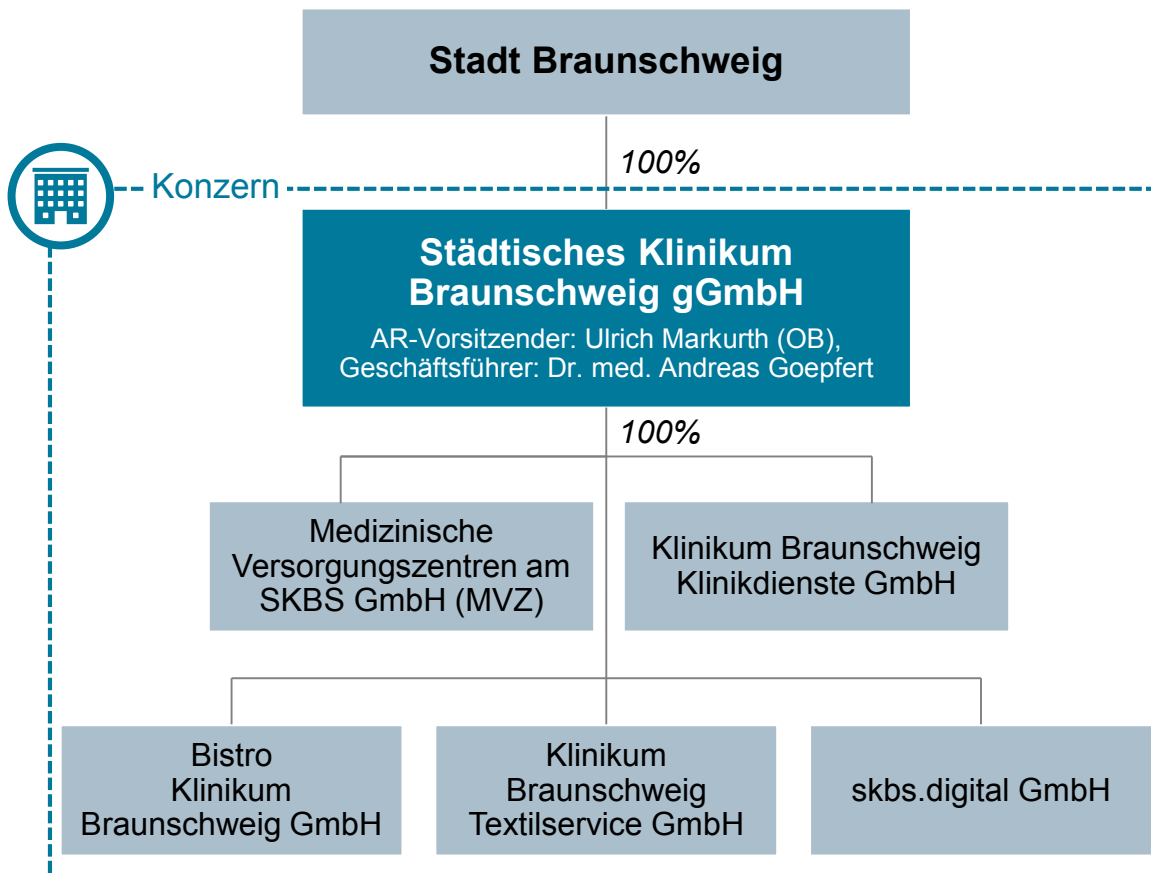 Stadt Braunschweig
100%
Konzern
Städtisches Klinikum
Braunschweig gGmbH
AR-Vorsitzender: Ulrich Markurth (OB),
Geschäftsführer: Dr. med. Andreas Goepfert
100%
Medizinische
Versorgungszentren am
SKBS GmbH (MVZ)
Klinikum Braunschweig
Klinikdienste GmbH
Bistro
Klinikum
Braunschweig GmbH
Klinikum
Braunschweig
Textilservice GmbH
skbs.digital GmbH